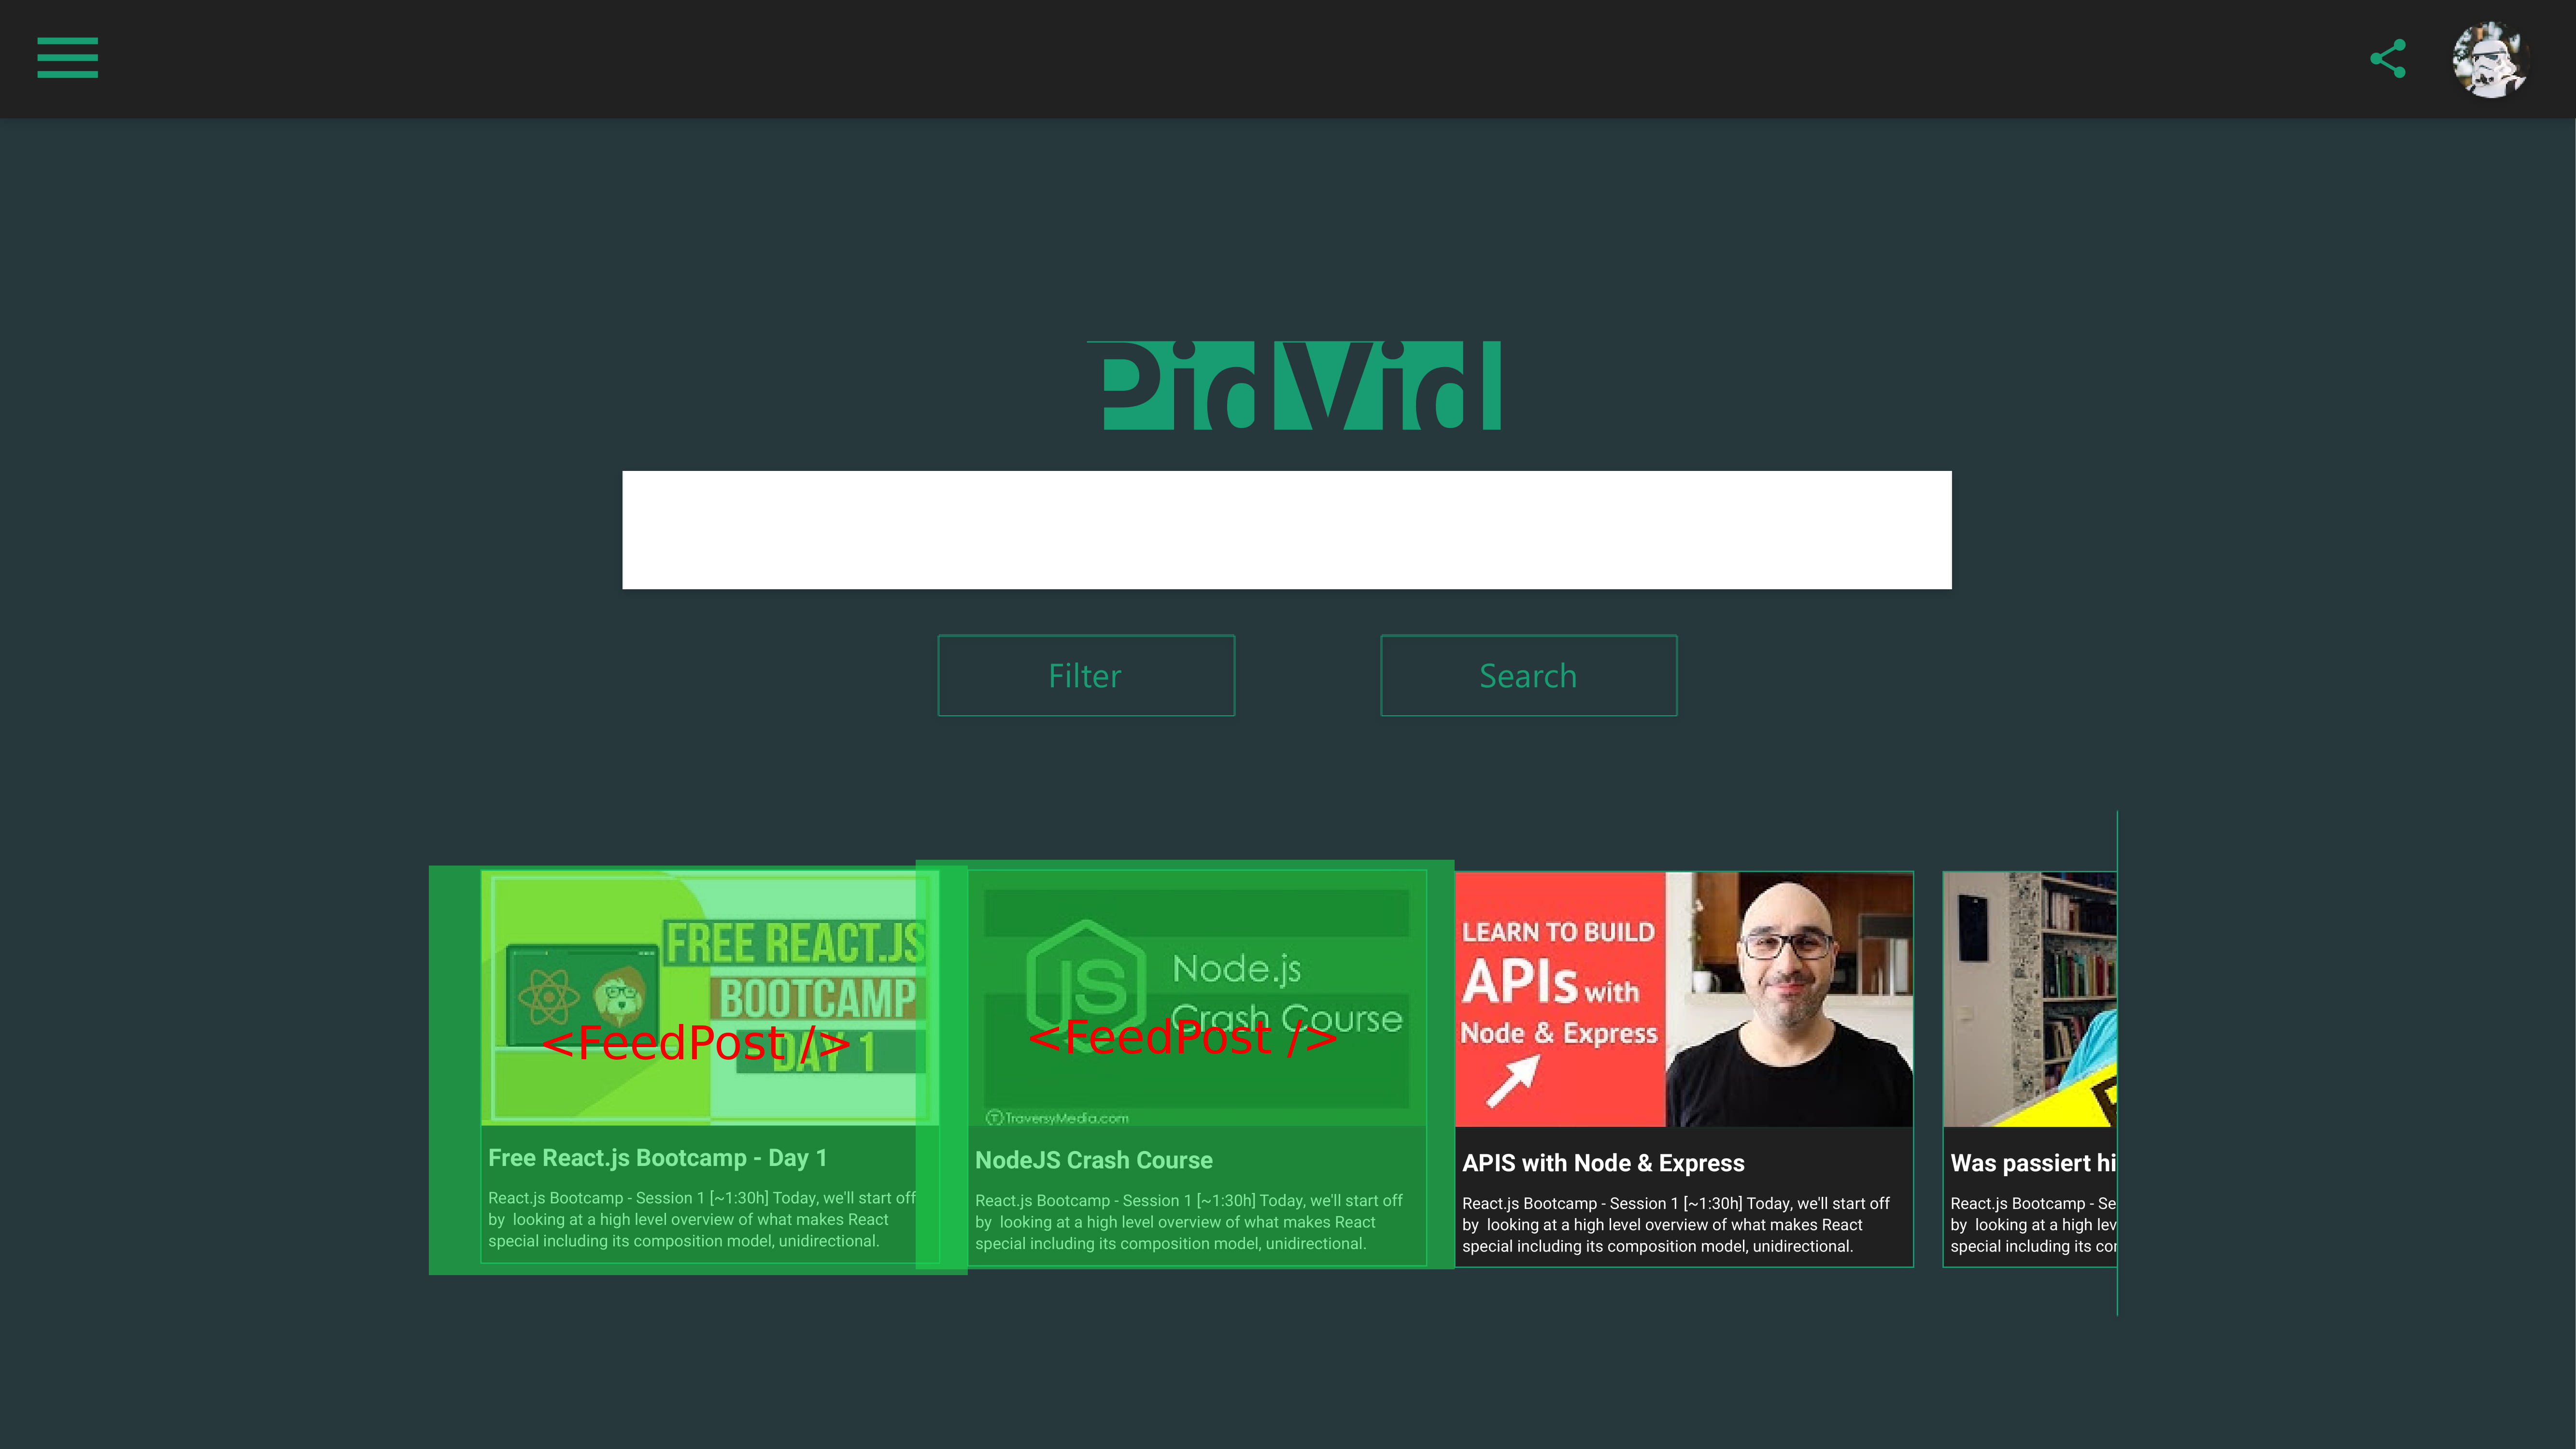 PidVid
Filter
Search
FREE REACT.JS
BOOTCAMP
DAY 1
<FeedPost />
Free React.js Bootcamp - Day 1
React.js Bootcamp - Session 1 [~1:30h] Today, we'll start off
by looking at a high level overview of what makes React
special including its composition model, unidirectional.
JS
Node.js
Crash Course
<FeedPost />
TraversyMedia.com
NodeJS Crash Course
React.js Bootcamp - Session 1 [~1:30h] Today, we'll start off
by looking at a high level overview of what makes React
special including its composition model, unidirectional.
LEARN TO BUILD
APIs with
Node & Express
APIS with Node & Express
React.js Bootcamp - Session 1 [~1:30h] Today, we'll start off
by looking at a high level overview of what makes React
special including its composition model, unidirectional.
Was passiert hi
React.js Bootcamp - Se
by looking at a high lev
special including its cor